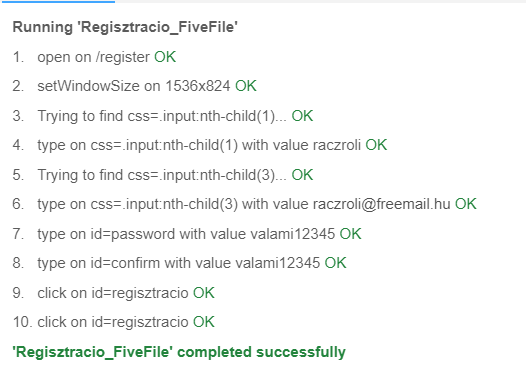 Running 'Regisztracio_FiveFile'
1. open on /register OK
2. setWindowSize on 1536x824 OK
3. Trying to find css=.input:nth-child(1)... OK
4. type on css=.input:nth-child(1) with value raczroli OK
5. Trying to find css=.input:nth-child(3)... OK
6. type on css=.input:nth-child(3) with value raczroli@freemail.hu OK
7. type on id=password with value valami12345 OK
8. type on id=confirm with value valami12345 OK
9. click on id=regisztracio OK
10. click on id=regisztracio OK
'Regisztracio_FiveFile' completed successfully